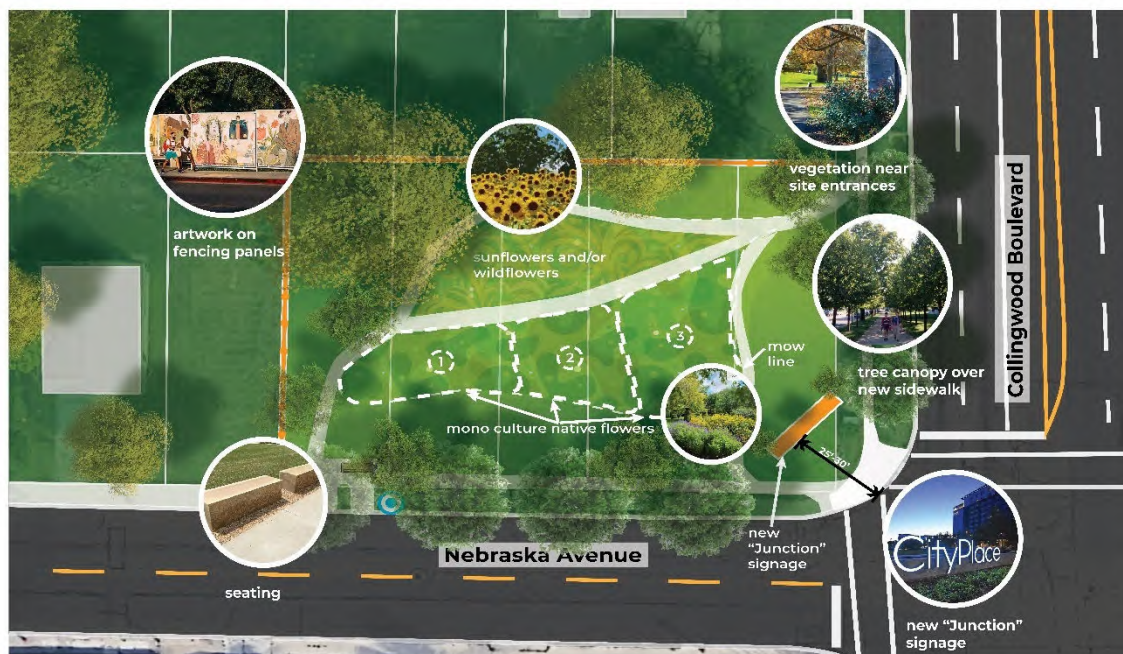 artwork on
fencing panels
sunflowers and/or
wildflowers
vegetation near
site entrances
Collingwood Boulevard
tree canopy over
new sidewalk
1
2
3
mow
line
mono culture native flowers
25'-10'
seating
Nebraska Avenue
new
"Junction"
signage
CityPlace
new "Junction"
signage